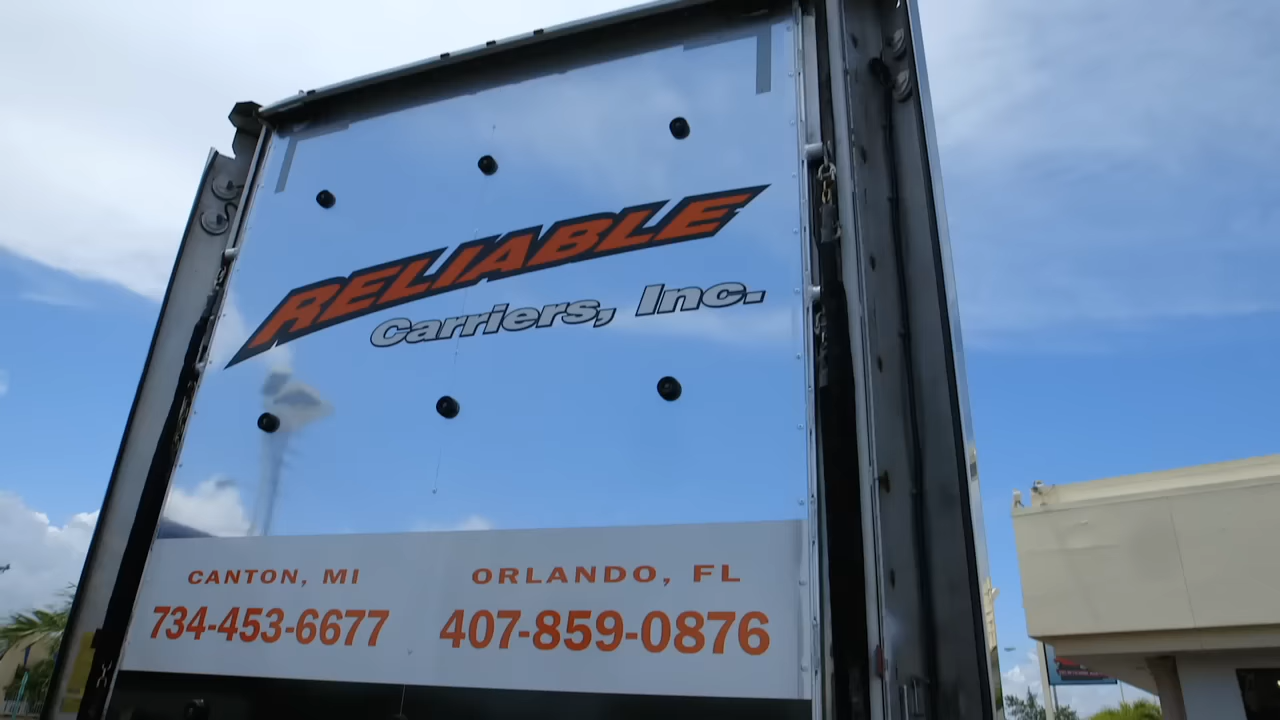 RELIABLE
Carriers, Inc.
CANTON, MI
734-453-6677
ORLANDO, FL
407-859-0876